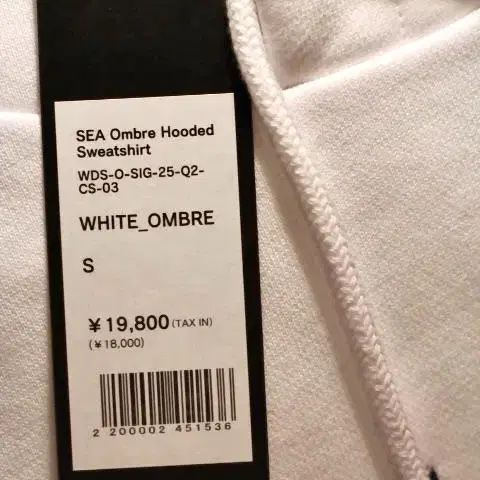 SEA Ombre Hooded
Sweatshirt
WDS-O-SIG-25-Q2-
CS-03
WHITE_OMBRE
S
¥19,800 (TAX IN)
(¥18,000)
2 200002 451536